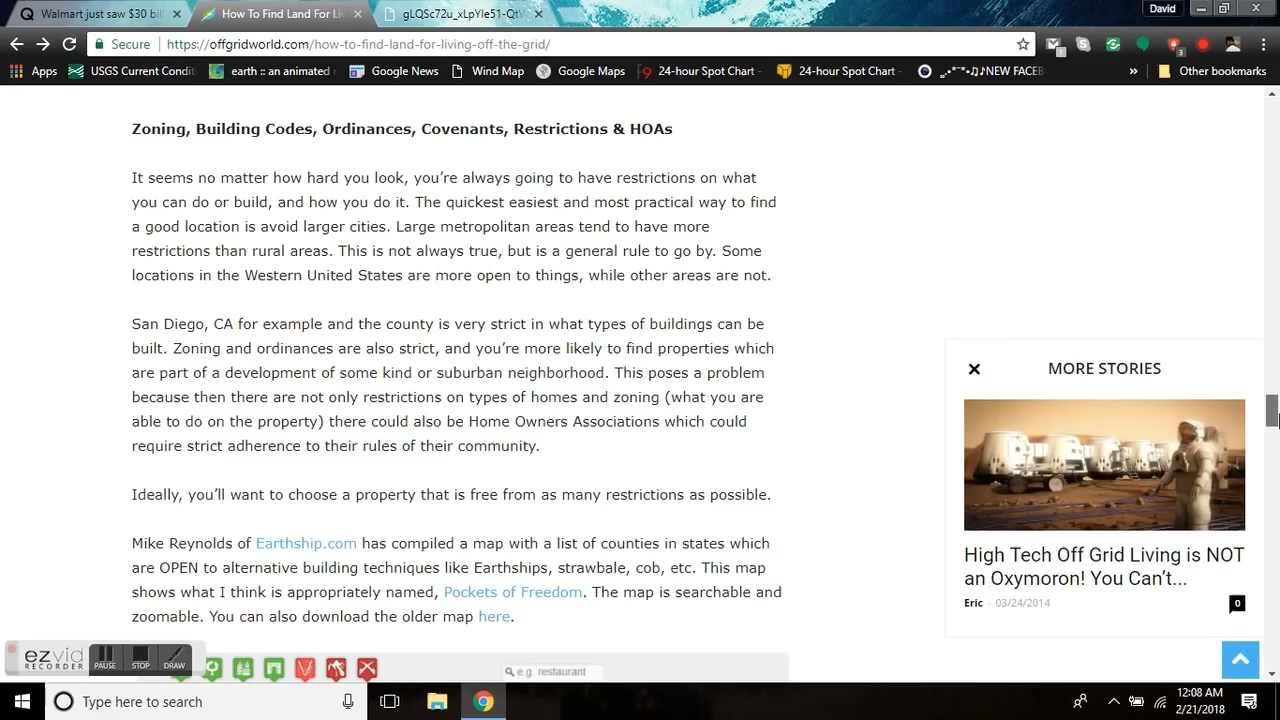 Walmart just saw $30 bil
How To Find Land For Liv
gLQSc72u_xLpYIe51-QtV
David
Secure
https://offgridworld.com/how-to-find-land-for-living-off-the-grid/
Apps
USGS Current Condit
earth :: an animated
Google News
Wind Map
Google Maps
24-hour Spot Chart -
24-hour Spot Chart -
NEW FACEB
»
Other bookmarks
Zoning, Building Codes, Ordinances, Covenants, Restrictions & HOAs
It seems no matter how hard you look, you’re always going to have restrictions on what
you can do or build, and how you do it. The quickest easiest and most practical way to find
a good location is avoid larger cities. Large metropolitan areas tend to have more
restrictions than rural areas. This is not always true, but is a general rule to go by. Some
locations in the Western United States are more open to things, while other areas are not.
San Diego, CA for example and the county is very strict in what types of buildings can be
built. Zoning and ordinances are also strict, and you’re more likely to find properties which
are part of a development of some kind or suburban neighborhood. This poses a problem
because then there are not only restrictions on types of homes and zoning (what you are
able to do on the property) there could also be Home Owners Associations which could
require strict adherence to their rules of their community.
Ideally, you’ll want to choose a property that is free from as many restrictions as possible.
Mike Reynolds of Earthship.com has compiled a map with a list of counties in states which
are OPEN to alternative building techniques like Earthships, strawbale, cob, etc. This map
shows what I think is appropriately named, Pockets of Freedom. The map is searchable and
zoomable. You can also download the older map here.
MORE STORIES
High Tech Off Grid Living is NOT
an Oxymoron! You Can’t...
Eric - 03/24/2014
0
ezvid
RECORDER
PAUSE
STOP
DRAW
e.g. restaurant
Type here to search
12:08 AM
2/21/2018